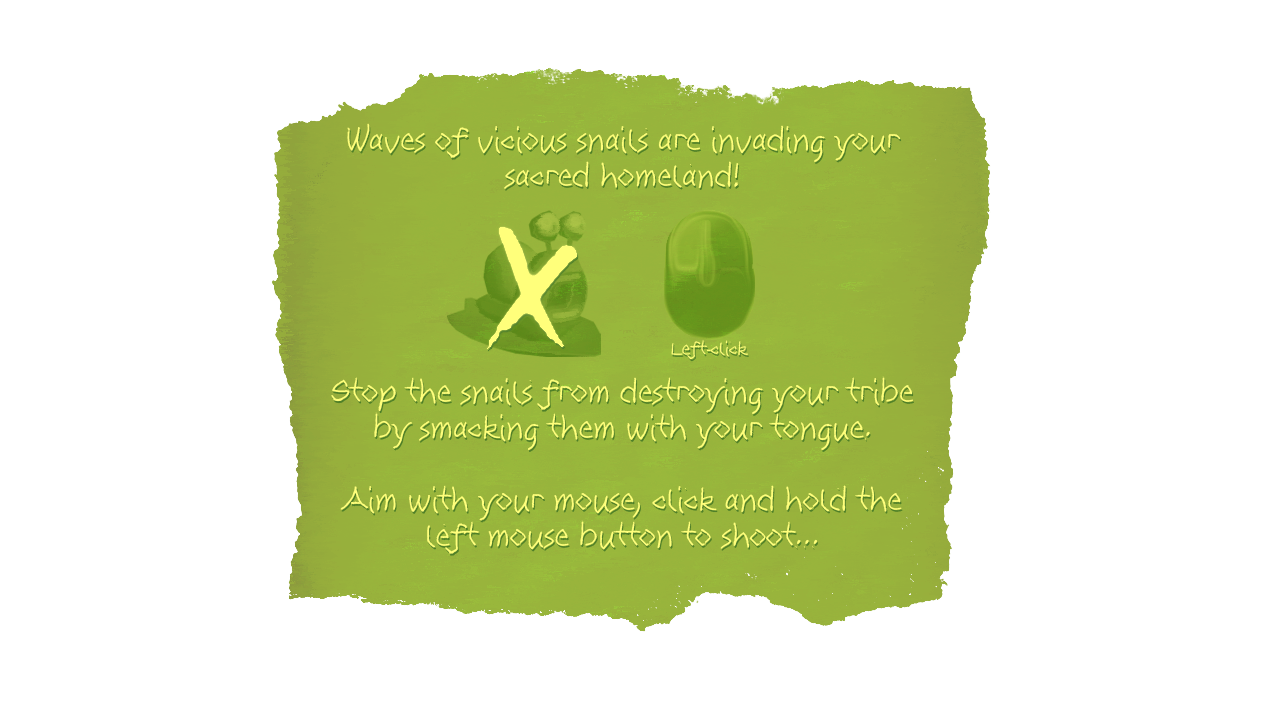 Waves of vicious snails are invading your
sacred homeland!
Left-click
Stop the snails from destroying your tribe
by smacking them with your tongue.
Aim with your mouse, click and hold the
left mouse button to shoot...